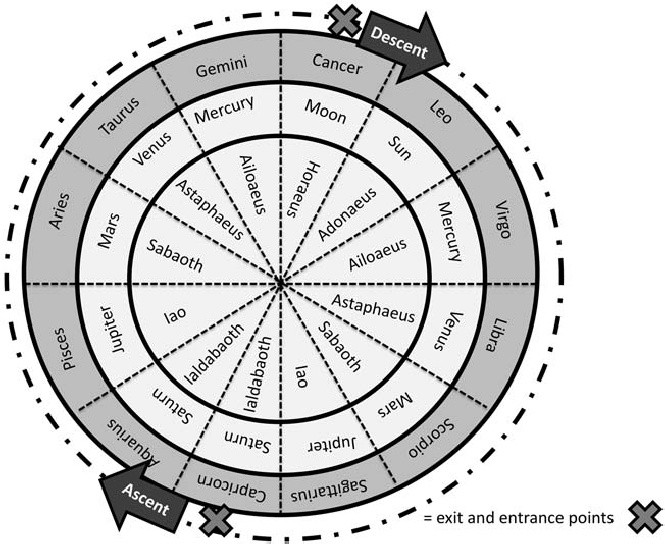 Descent
Cancer
Leo
Virgo
Libra
Scorpio
Sagittarius
Capricorn
Aquarius
Pisces
Aries
Taurus
Gemini
Moon
Sun
Mercury
Venus
Mars
Jupiter
Saturn
Saturn
Jupiter
Mars
Venus
Mercury
Horaeus
Adonaeus
Ailoaeus
Astaphaeus
Sabaoth
Iao
Ialdabaoth
Ialdabaoth
Iao
Sabaoth
Astaphaeus
Ailoaeus
Ascent
= exit and entrance points